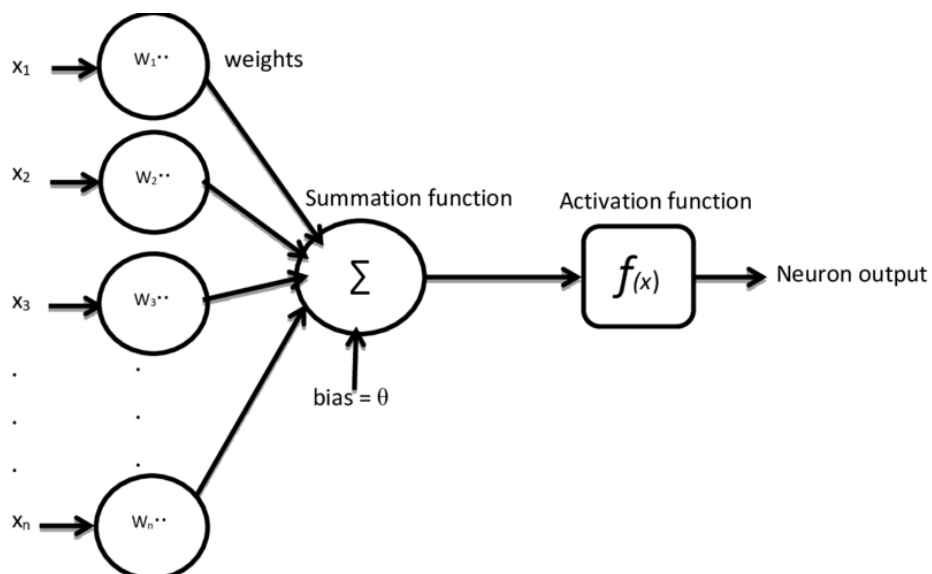 x1
W1..
weights
x2
W2..
Summation function
Activation function
x3
W3..
∑
f(x)
Neuron output
bias = θ
xn
Wn..